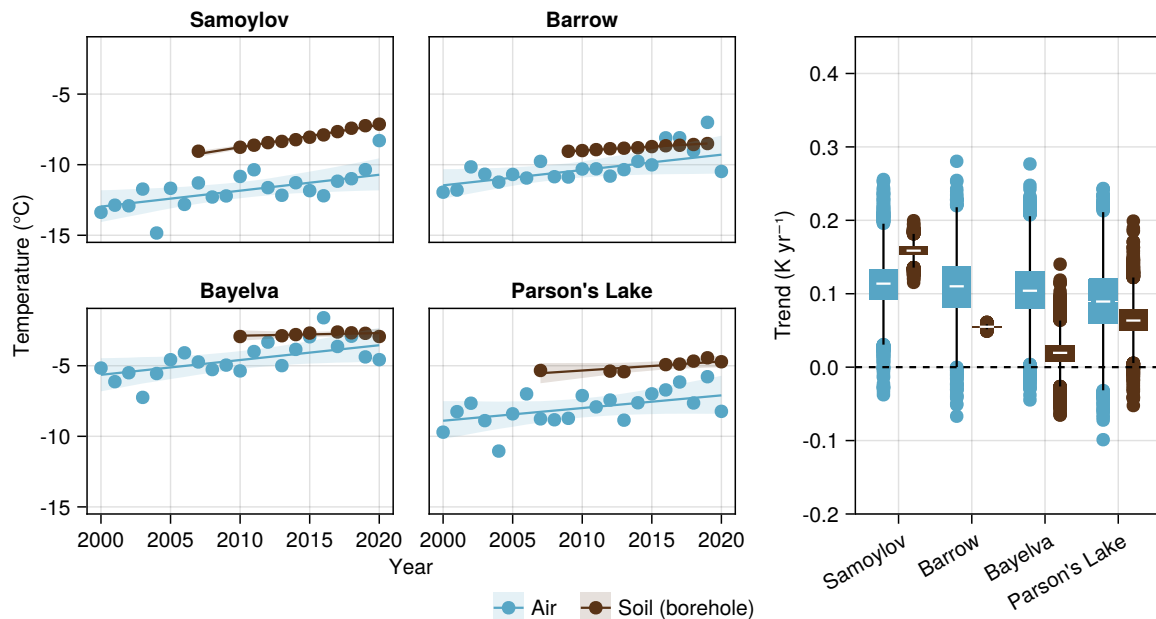 Samoylov
Barrow
Temperature (°C)
-5
-10
-15
Bayelva
Parson's Lake
-5
-10
-15
2000 2005 2010 2015 2020
2000 2005 2010 2015 2020
Year
Air
Soil (borehole)
Trend (K yr⁻¹)
0.4
0.3
0.2
0.1
0.0
-0.1
-0.2
Samoylov
Barrow
Bayelva
Parson's Lake